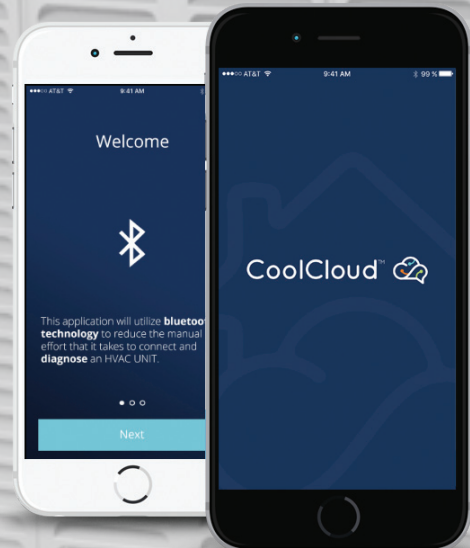 AT&T 9:41 AM
Welcome
This application will utilize
technology to reduce the manual
effort that it takes to connect and
diagnose an HVAC UNIT.
Next
AT&T 9:41 AM 99 %
CoolCloud™